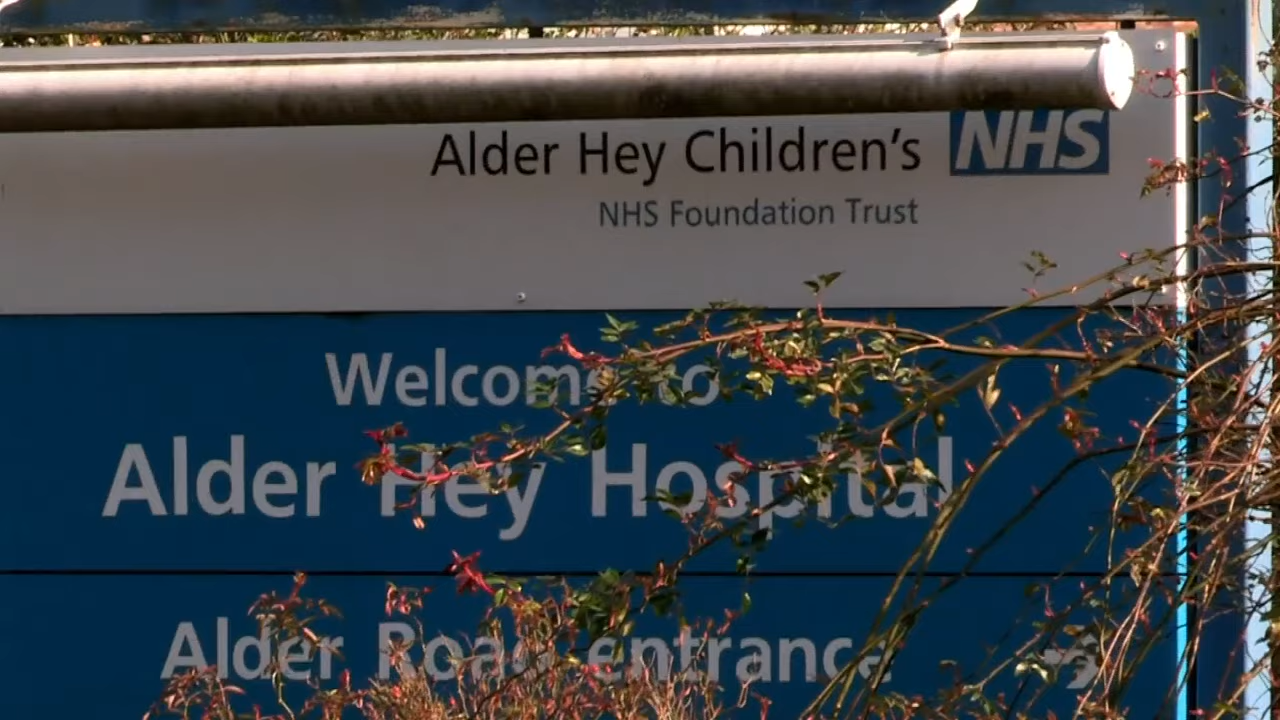 Alder Hey Children's NHS
NHS Foundation Trust
Welcome to
Alder Hey Hospital
Alder Road entrance